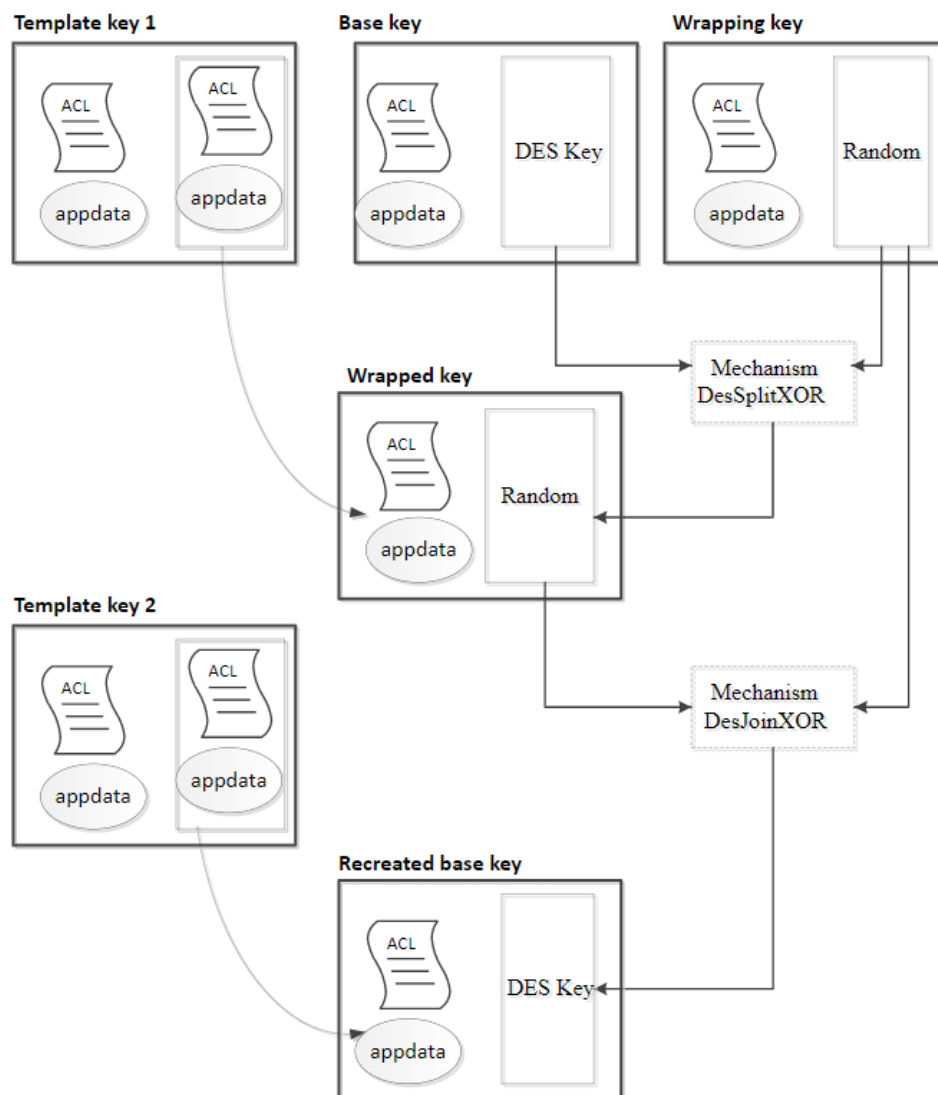 Template key 1
ACL
appdata
ACL
appdata
Base key
ACL
appdata
DES Key
Wrapping key
ACL
appdata
Random
Mechanism
DesSplitXOR
Wrapped key
ACL
appdata
Random
Template key 2
ACL
appdata
ACL
appdata
Mechanism
DesJoinXOR
Recreated base key
ACL
appdata
DES Key